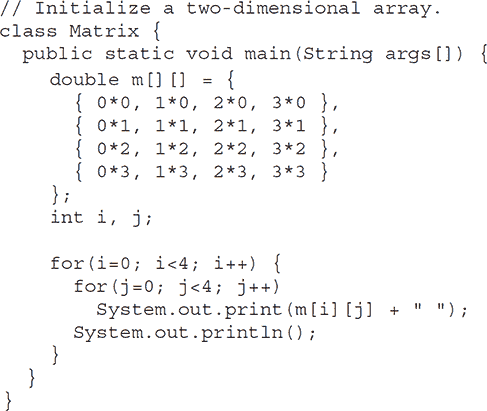 // Initialize a two-dimensional array.
class Matrix {
  public static void main(String args[]) {
    double m[][] = {
      { 0*0, 1*0, 2*0, 3*0 },
      { 0*1, 1*1, 2*1, 3*1 },
      { 0*2, 1*2, 2*2, 3*2 },
      { 0*3, 1*3, 2*3, 3*3 }
    };
    int i, j;

    for(i=0; i<4; i++) {
      for(j=0; j<4; j++)
        System.out.print(m[i][j] + " ");
      System.out.println();
    }
  }
}